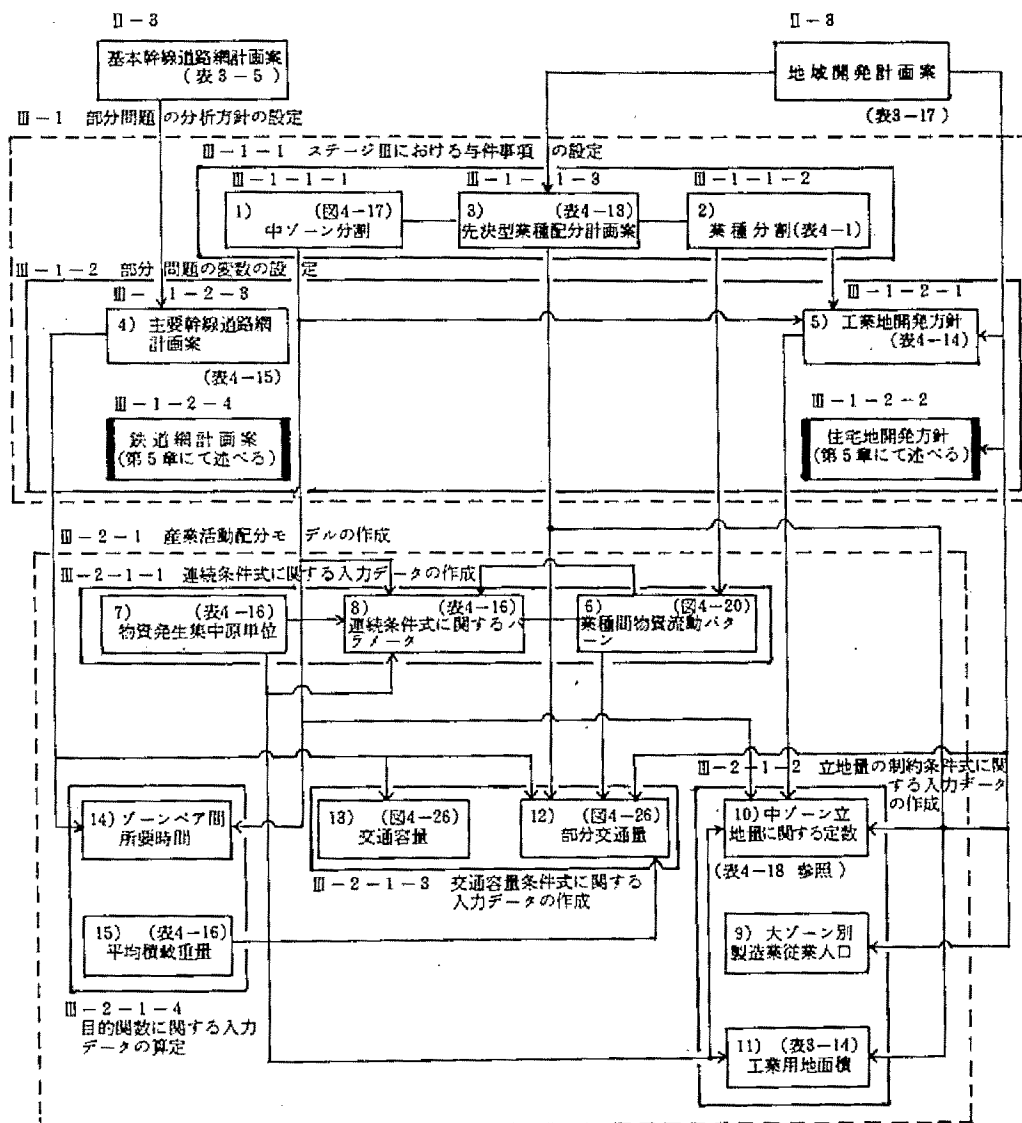 Ⅱ-3
基本幹線道路網計画案
(表3-5)
Ⅱ-3
地域開発計画案
(表3-17)
Ⅲ-1 部分問題の分析方針の設定
Ⅲ-1-1 ステージⅢにおける与件事項の設定
Ⅲ-1-1-1
1) (図4-17)
中ゾーン分割
Ⅲ-1-1-3
3) (表4-13)
先決型業種配分計画案
Ⅲ-1-1-2
2)
業種分割(表4-1)
Ⅲ-1-2 部分問題の変数の設定
Ⅲ-1-2-3
4) 主要幹線道路網
計画案
(表4-15)
Ⅲ-1-2-1
5) 工業地開発方針
(表4-14)
Ⅲ-1-2-4
鉄道網計画案
(第5章にて述べる)
Ⅲ-1-2-2
住宅地開発方針
(第5章にて述べる)
Ⅲ-2-1 産業活動配分モデルの作成
Ⅲ-2-1-1 連続条件式に関する入力データの作成
7) (表4-16)
物資発生集中原単位
8) (表4-16)
連続条件式に関するパ
ラメータ
6) (図4-20)
業種間物資流動パタ
ーン
Ⅲ-2-1-2 立地量の制約条件式に関
する入力データ
の作成
14) ゾーンペア間
所要時間
13) (図4-26)
交通容量
12) (図4-26)
部分交通量
10) 中ゾーン立
地量に関する定数
(表4-18 参照)
Ⅲ-2-1-3 交通容量条件式に関する
入力データの作成
15) (表4-16)
平均積載重量
9) 大ゾーン別
製造業従業人口
Ⅲ-2-1-4
目的関数に関する入力
データの算定
11) (表3-14)
工業用地面積